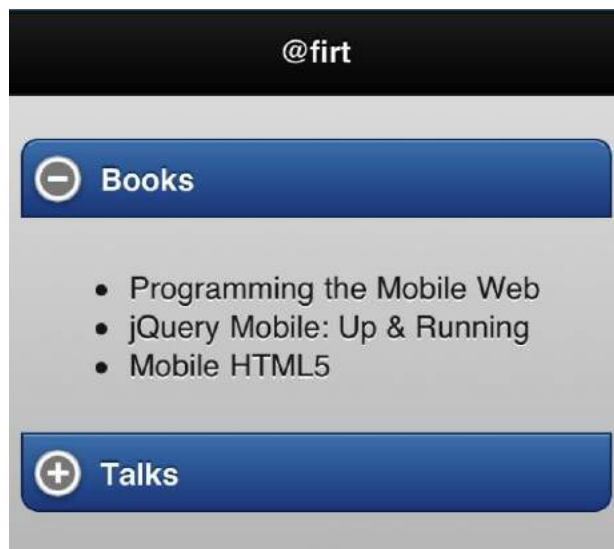 @firt
Books
• Programming the Mobile Web
• jQuery Mobile: Up & Running
• Mobile HTML5
Talks